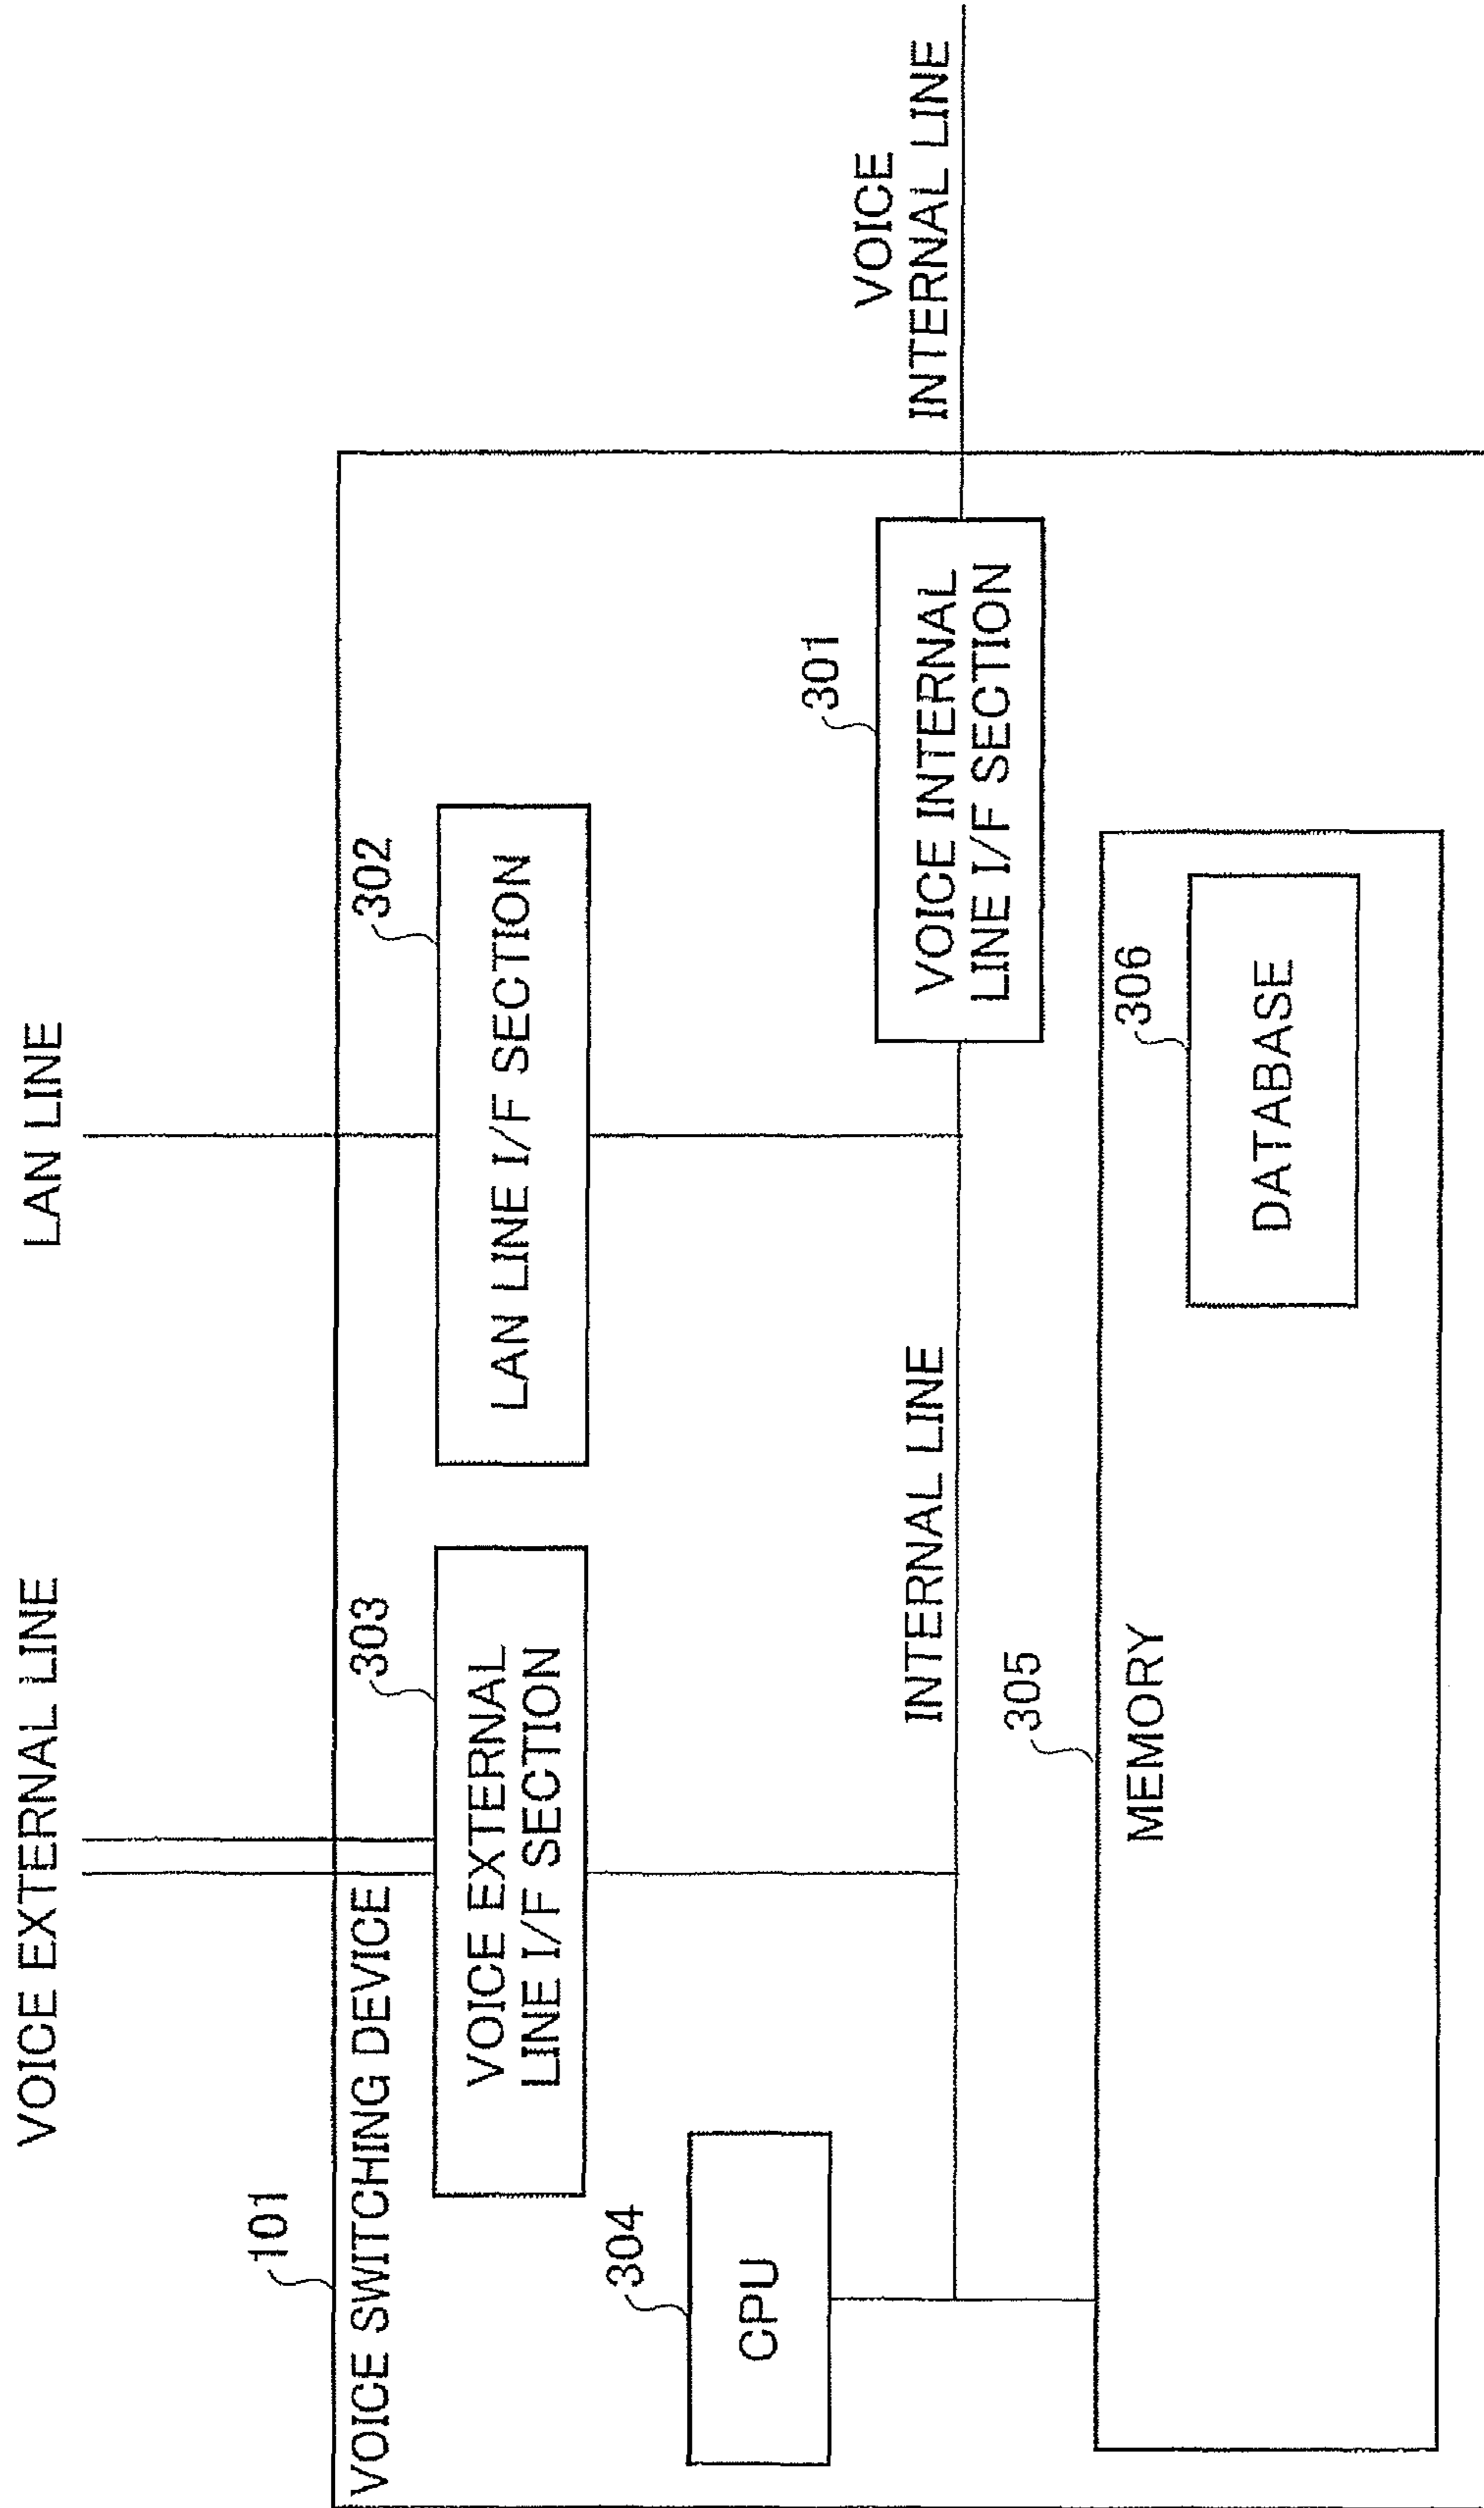 VOICE EXTERNAL LINE
LAN LINE
101
VOICE SWITCHING DEVICE
303
302
VOICE EXTERNAL
LINE I/F SECTION
LAN LINE I/F SECTION
304
CPU
301
VOICE INTERNAL
LINE I/F SECTION
VOICE
INTERNAL LINE
INTERNAL LINE
305
MEMORY
306
DATABASE